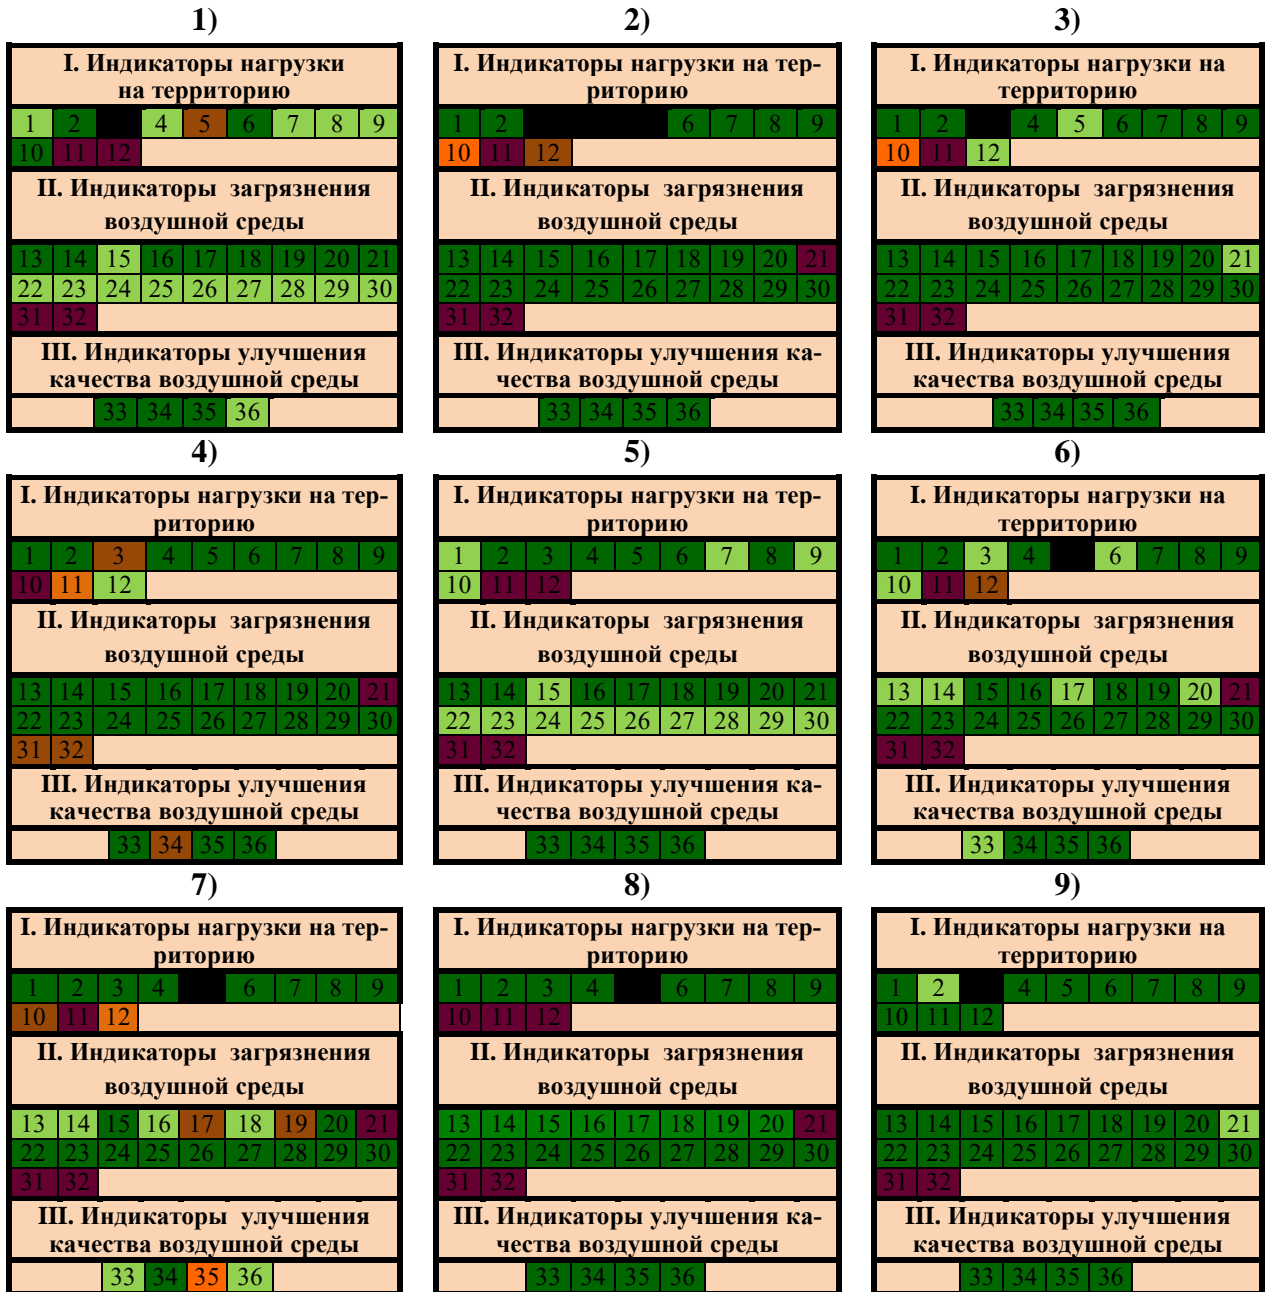 1)
I. Индикаторы нагрузки
на территорию
1 2 4 5 6 7 8 9
10 11 12
II. Индикаторы загрязнения
воздушной среды
13 14 15 16 17 18 19 20 21
22 23 24 25 26 27 28 29 30
31 32
III. Индикаторы улучшения
качества воздушной среды
33 34 35 36
2)
I. Индикаторы нагрузки на тер-
риторию
1 2 6 7 8 9
10 11 12
II. Индикаторы загрязнения
воздушной среды
13 14 15 16 17 18 19 20 21
22 23 24 25 26 27 28 29 30
31 32
III. Индикаторы улучшения ка-
чества воздушной среды
33 34 35 36
3)
I. Индикаторы нагрузки на
территорию
1 2 4 5 6 7 8 9
10 11 12
II. Индикаторы загрязнения
воздушной среды
13 14 15 16 17 18 19 20 21
22 23 24 25 26 27 28 29 30
31 32
III. Индикаторы улучшения
качества воздушной среды
33 34 35 36
4)
I. Индикаторы нагрузки на тер-
риторию
1 2 3 4 5 6 7 8 9
10 11 12
II. Индикаторы загрязнения
воздушной среды
13 14 15 16 17 18 19 20 21
22 23 24 25 26 27 28 29 30
31 32
III. Индикаторы улучшения
качества воздушной среды
33 34 35 36
5)
I. Индикаторы нагрузки на тер-
риторию
1 2 3 4 5 6 7 8 9
10 11 12
II. Индикаторы загрязнения
воздушной среды
13 14 15 16 17 18 19 20 21
22 23 24 25 26 27 28 29 30
31 32
III. Индикаторы улучшения ка-
чества воздушной среды
33 34 35 36
6)
I. Индикаторы нагрузки на
территорию
1 2 3 4 6 7 8 9
10 11 12
II. Индикаторы загрязнения
воздушной среды
13 14 15 16 17 18 19 20 21
22 23 24 25 26 27 28 29 30
31 32
III. Индикаторы улучшения
качества воздушной среды
33 34 35 36
7)
I. Индикаторы нагрузки на тер-
риторию
1 2 3 4 6 7 8 9
10 11 12
II. Индикаторы загрязнения
воздушной среды
13 14 15 16 17 18 19 20 21
22 23 24 25 26 27 28 29 30
31 32
III. Индикаторы улучшения
качества воздушной среды
33 34 35 36
8)
I. Индикаторы нагрузки на тер-
риторию
1 2 3 4 6 7 8 9
10 11 12
II. Индикаторы загрязнения
воздушной среды
13 14 15 16 17 18 19 20 21
22 23 24 25 26 27 28 29 30
31 32
III. Индикаторы улучшения ка-
чества воздушной среды
33 34 35 36
9)
I. Индикаторы нагрузки на
территорию
1 2 4 5 6 7 8 9
10 11 12
II. Индикаторы загрязнения
воздушной среды
13 14 15 16 17 18 19 20 21
22 23 24 25 26 27 28 29 30
31 32
III. Индикаторы улучшения
качества воздушной среды
33 34 35 36